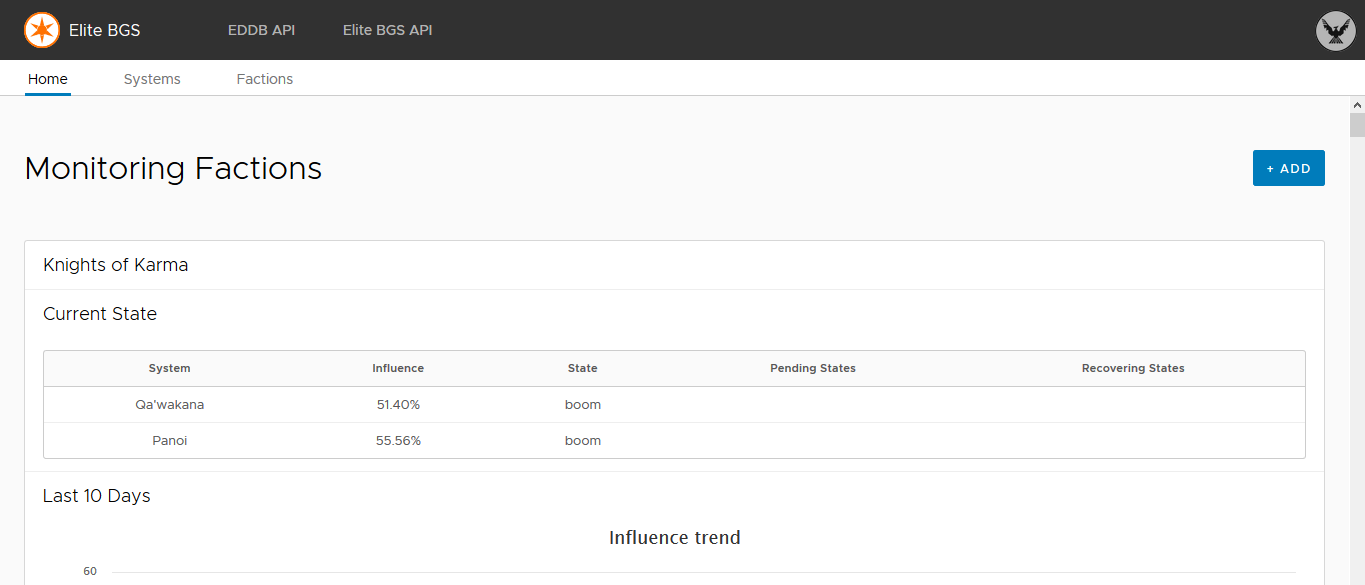 Elite BGS EDDB API Elite BGS API
Home Systems Factions
Monitoring Factions + ADD
Knights of Karma
Current State
System Influence State Pending States Recovering States
Qa'wakana 51.40% boom
Panoi 55.56% boom
Last 10 Days
Influence trend
60